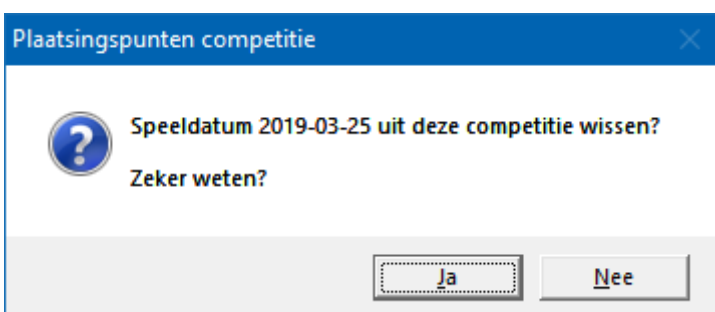 Plaatsingspunten competitie
Speeldatum 2019-03-25 uit deze competitie wissen?
Zeker weten?
Ja
Nee